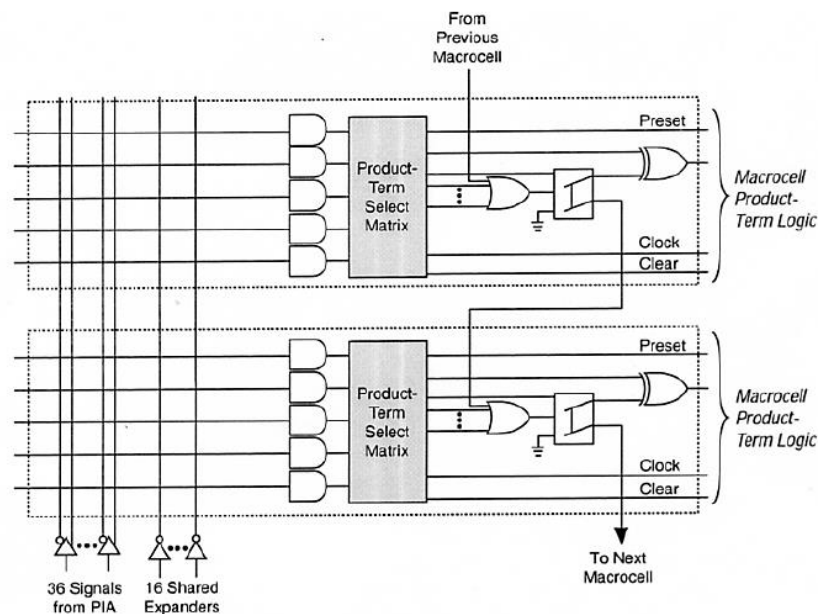 From
Previous
Macrocell
Preset
Product-
Term
Select
Matrix
Clock
Clear
Macrocell
Product-
Term Logic
Preset
Product-
Term
Select
Matrix
Clock
Clear
Macrocell
Product-
Term Logic
36 Signals
from PIA
16 Shared
Expanders
To Next
Macrocell